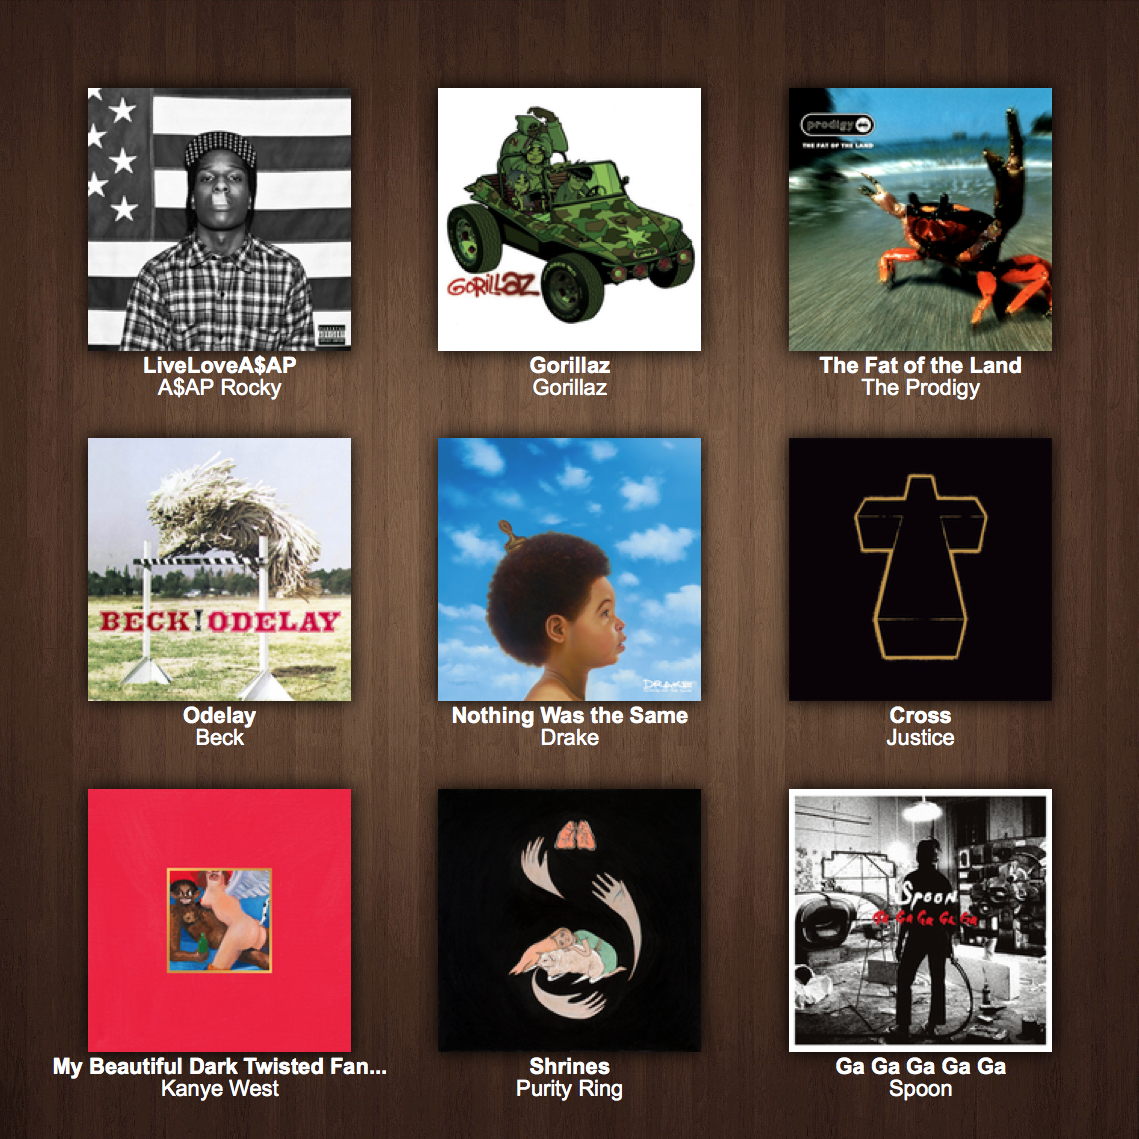 LiveLoveA$AP
A$AP Rocky
GORILLAZ
Gorillaz
Gorillaz
prodigy
THE FAT OF THE LAND
The Fat of the Land
The Prodigy
BECK! ODELAY
Odelay
Beck
DRAKE
Nothing Was the Same
Drake
Cross
Justice
My Beautiful Dark Twisted Fan...
Kanye West
Shrines
Purity Ring
Spoon
Ga Ga Ga Ga Ga
Ga Ga Ga Ga Ga
Spoon